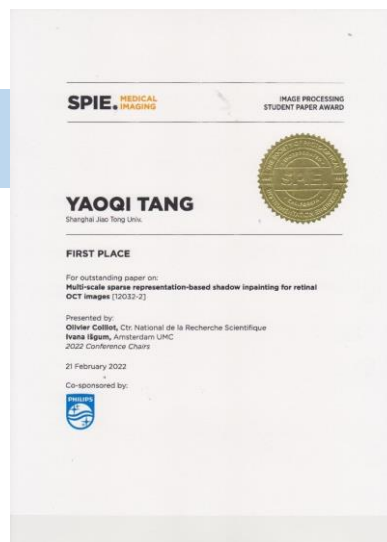 SPIE. MEDICAL IMAGING
IMAGE PROCESSING
STUDENT PAPER AWARD
SPIE.
YAOQI TANG
Shanghai Jiao Tong Univ.
FIRST PLACE
For outstanding paper on:
Multi-scale sparse representation-based shadow inpainting for retinal
OCT images [12032-2]
Presented by:
Olivier Colliot, Ctr. National de la Recherche Scientifique
Ivana Išgum, Amsterdam UMC
2022 Conference Chairs
21 February 2022
Co-sponsored by:
PHILIPS